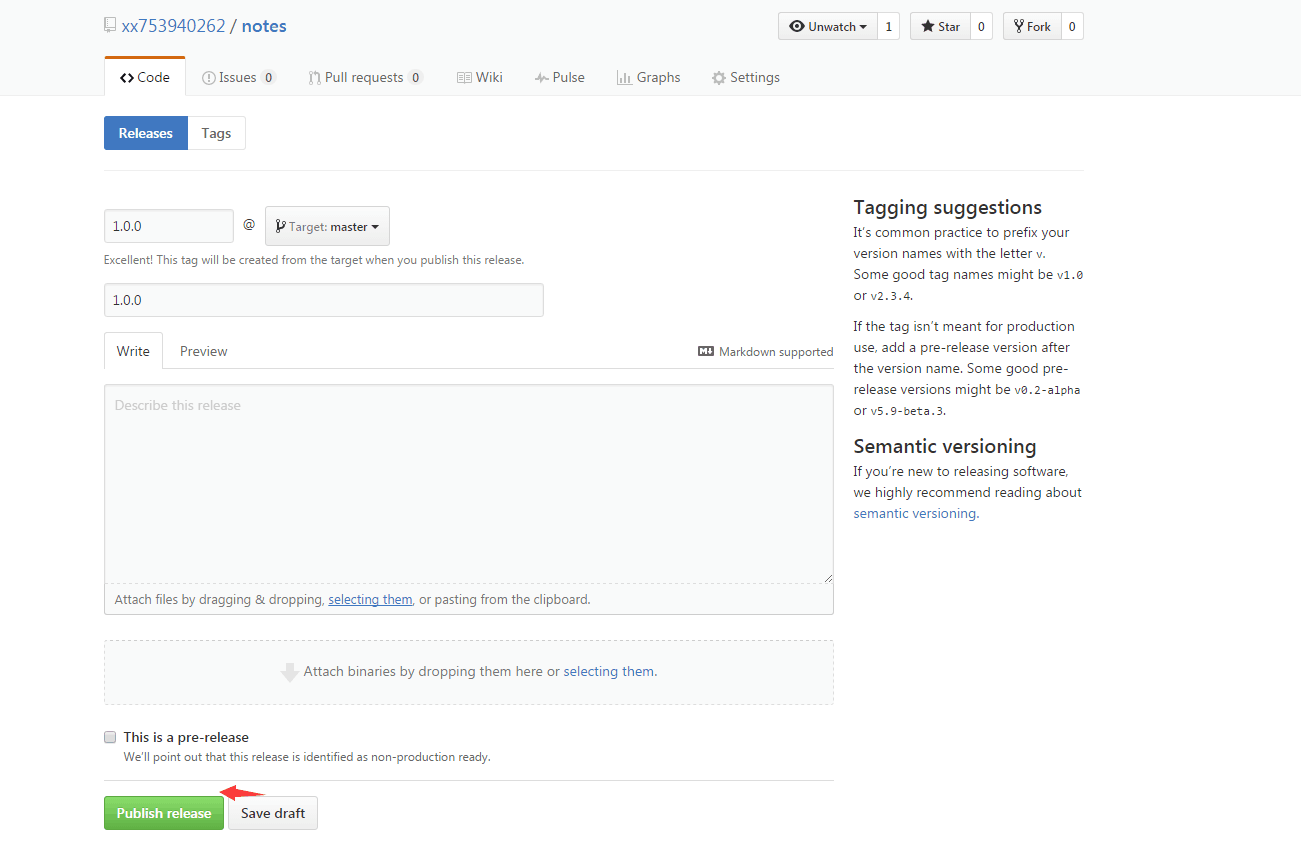 xx753940262 / notes
Unwatch 1 Star 0 Fork 0
Code Issues 0 Pull requests 0 Wiki Pulse Graphs Settings
Releases Tags
1.0.0 @ Target: master
Excellent! This tag will be created from the target when you publish this release.
1.0.0
Write Preview Markdown supported
Describe this release
Attach files by dragging & dropping, selecting them, or pasting from the clipboard.
Attach binaries by dropping them here or selecting them.
This is a pre-release
We'll point out that this release is identified as non-production ready.
Publish release Save draft
Tagging suggestions
It's common practice to prefix your
version names with the letter v.
Some good tag names might be v1.0
or v2.3.4.
If the tag isn't meant for production
use, add a pre-release version after
the version name. Some good pre-
release versions might be v0.2-alpha
or v5.9-beta.3.
Semantic versioning
If you're new to releasing software,
we highly recommend reading about
semantic versioning.